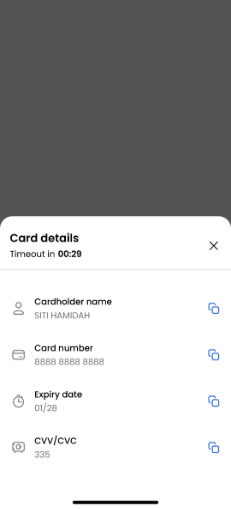 Card details
Timeout in 00:29
Cardholder name
SITI HAMIDAH
Card number
8888 8888 8888
Expiry date
01/28
CVV/CVC
335